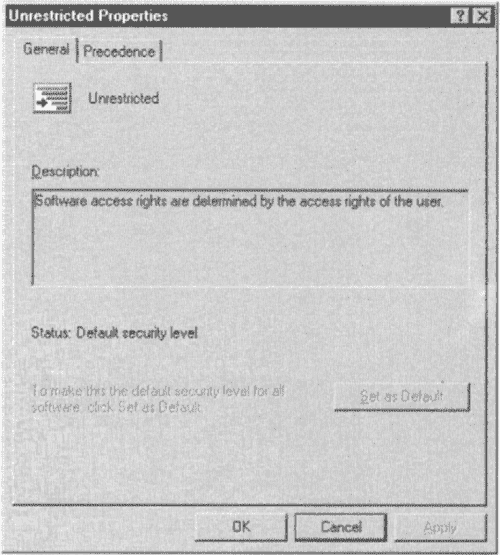 Unrestricted Properties
General Precedence
Unrestricted
Description:
Software access rights are determined by the access rights of the user.
Status: Default security level
To make this the default security level for all
software, click Set as Default.
Set as Default
OK Cancel Apply